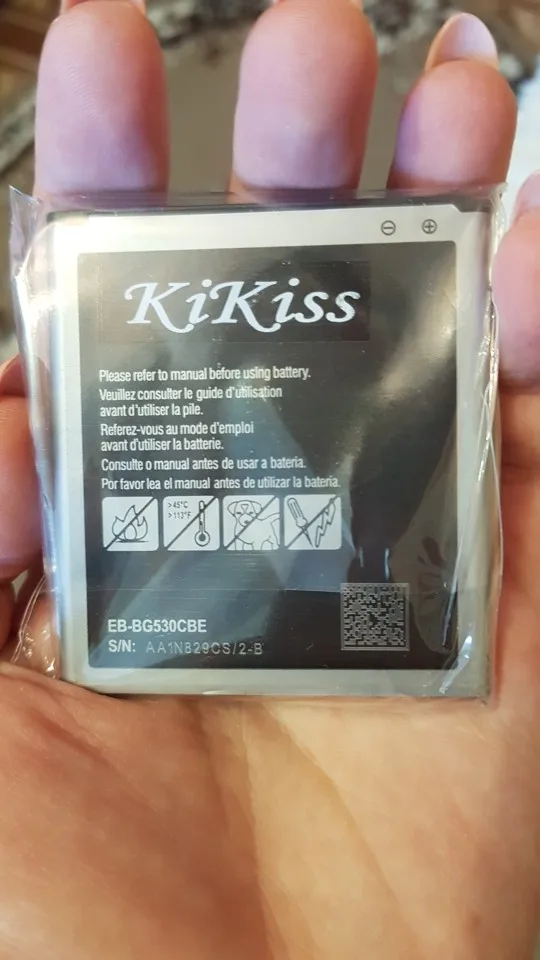 KiKiss
Please refer to manual before using battery.
Veuillez consulter le guide d'utilisation
avant d'utiliser la pile.
Referez-vous au mode d'emploi
avant d'utiliser la batterie.
Consulte o manual antes de usar a bateria.
Por favor lea el manual antes de utilizar la batería.
>45°C
>113°F
EB-BG530CBE
S/N: AA1N829CS/2-B